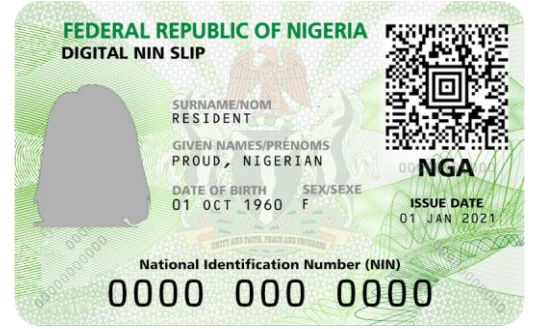 FEDERAL REPUBLIC OF NIGERIA
DIGITAL NIN SLIP
SURNAME/NOM
RESIDENT
GIVEN NAMES/PRÉNOMS
PROUD, NIGERIAN
DATE OF BIRTH SEX/SEXE
01 OCT 1960 F
NGA
ISSUE DATE
01 JAN 2021
UNITY AND FAITH, PEACE AND PROGRESS
National Identification Number (NIN)
0000 000 0000